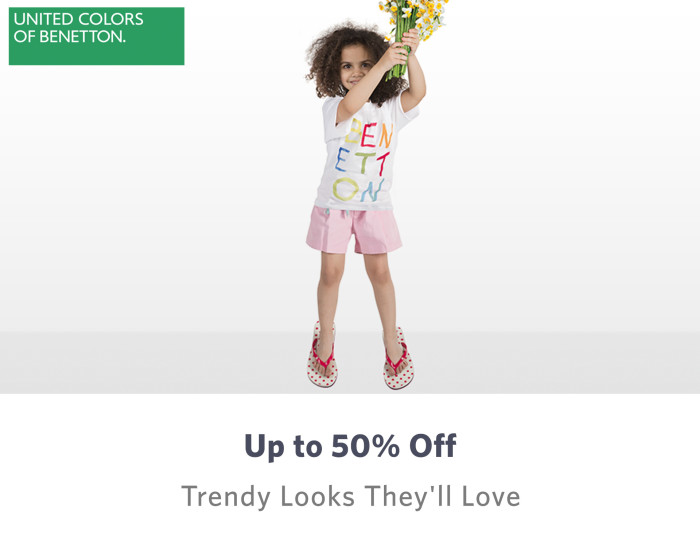 UNITED COLORS
OF BENETTON.
BEN
ETT
ON
Up to 50% Off
Trendy Looks They'll Love